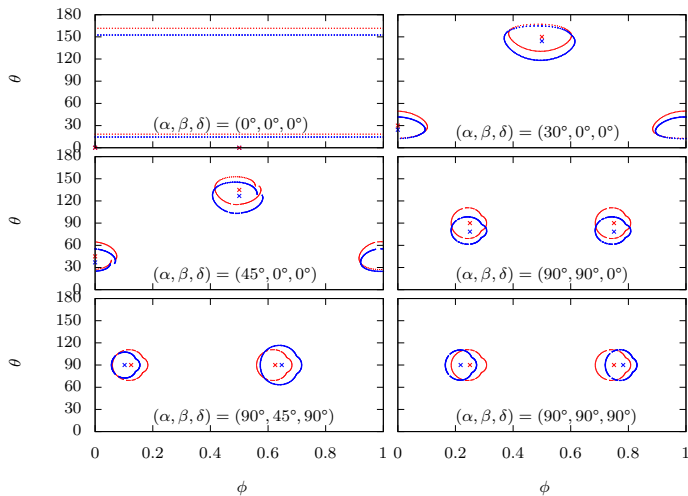 180
150
120
90
60
30
0
θ
(α, β, δ) = (0°, 0°, 0°)
(α, β, δ) = (30°, 0°, 0°)
180
150
120
90
60
30
0
θ
(α, β, δ) = (45°, 0°, 0°)
(α, β, δ) = (90°, 90°, 0°)
180
150
120
90
60
30
0
θ
(α, β, δ) = (90°, 45°, 90°)
(α, β, δ) = (90°, 90°, 90°)
0 0.2 0.4 0.6 0.8 1
0 0.2 0.4 0.6 0.8 1
ϕ
ϕ